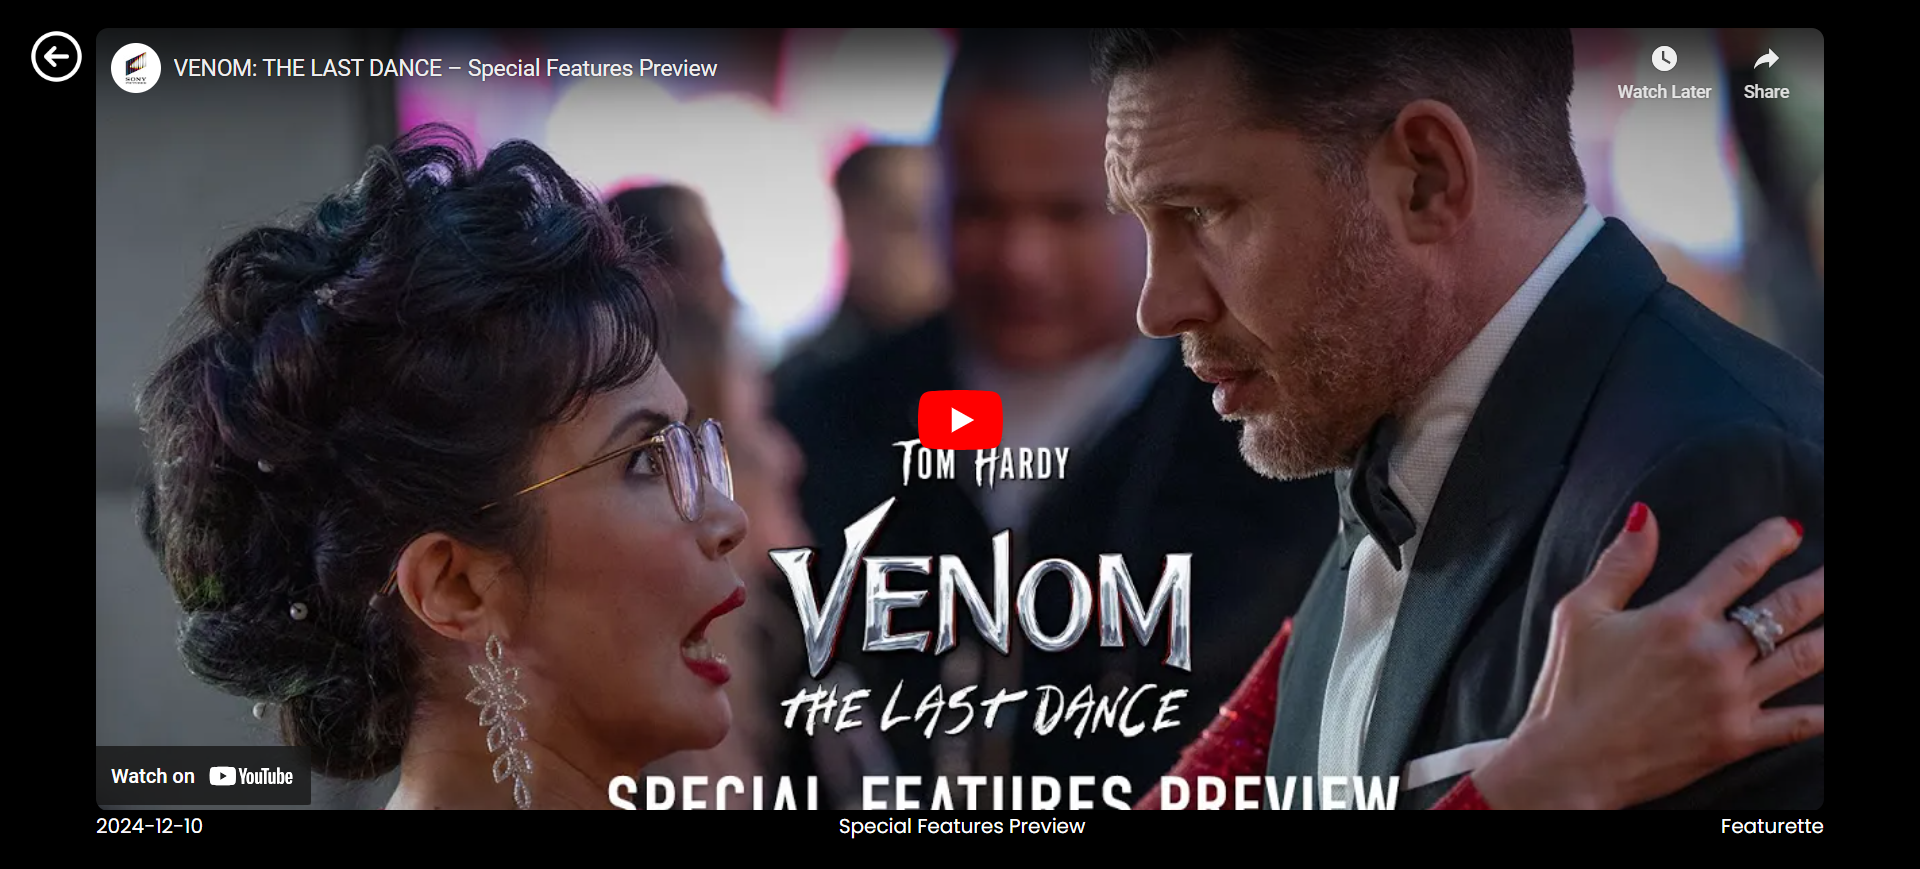 SONY
VENOM: THE LAST DANCE – Special Features Preview
Watch Later
Share
TOM HARDY
VENOM
THE LAST DANCE
SPECIAL FEATURES PREVIEW
Watch on YouTube
2024-12-10
Special Features Preview
Featurette